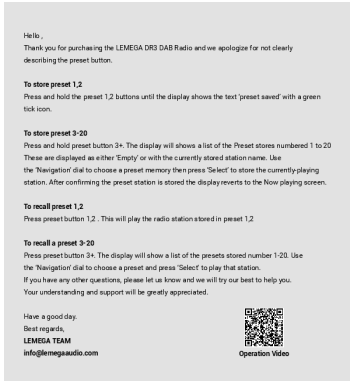 Hello ,
Thank you for purchasing the LEMEGA DR3 DAB Radio and we apologize for not clearly
describing the preset button.
To store preset 1,2
Press and hold the preset 1,2 buttons until the display shows the text 'preset saved' with a green
tick icon.
To store preset 3-20
Press and hold preset button 3+. The display will shows a list of the Preset stores numbered 1 to 20
These are displayed as either 'Empty' or with the currently stored station name. Use
the 'Navigation' dial to choose a preset memory then press 'Select' to store the currently-playing
station. After confirming the preset station is stored the display reverts to the Now playing screen.
To recall preset 1,2
Press preset button 1,2 . This will play the radio station stored in preset 1,2
To recall a preset 3-20
Press preset button 3+. The display will show a list of the presets stored number 1-20. Use
the 'Navigation' dial to choose a preset and press 'Select' to play that station.
If you have any other questions, please let us know and we will try our best to help you.
Your understanding and support will be greatly appreciated.
Have a good day.
Best regards,
LEMEGA TEAM
info@lemegaaudio.com
Operation Video